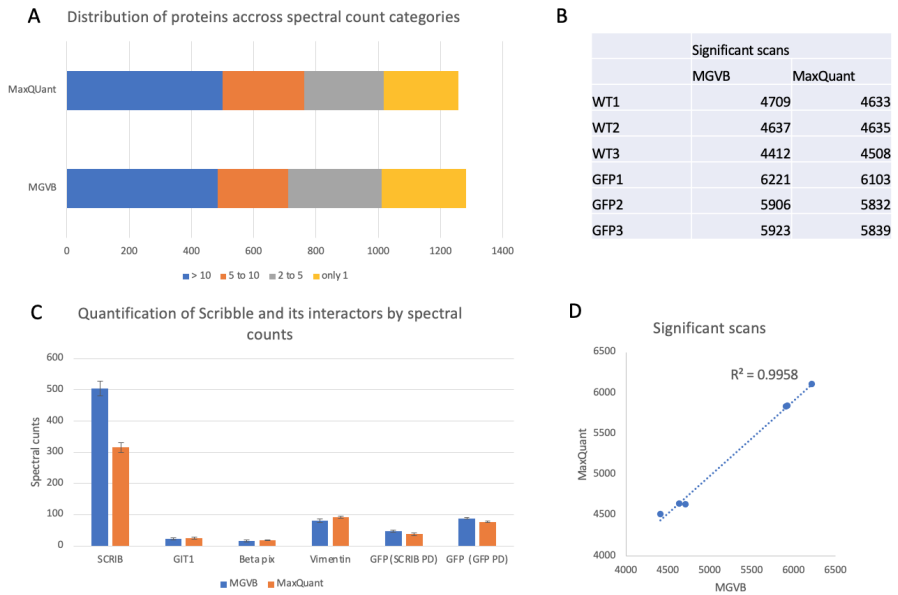 A
Distribution of proteins accross spectral count categories
MaxQUant
MGVB
0 200 400 600 800 1000 1200 1400
> 10 5 to 10 2 to 5 only 1
B
Significant scans
MGVB MaxQuant
WT1 4709 4633
WT2 4637 4635
WT3 4412 4508
GFP1 6221 6103
GFP2 5906 5832
GFP3 5923 5839
C
Quantification of Scribble and its interactors by spectral
counts
Spectral cunts
600
500
400
300
200
100
0
SCRIB GIT1 Beta pix Vimentin GFP (SCRIB PD) GFP (GFP PD)
MGVB MaxQuant
D
Significant scans
R² = 0.9958
MaxQuant
6500
6000
5500
5000
4500
4000
4000 4500 5000 5500 6000 6500
MGVB